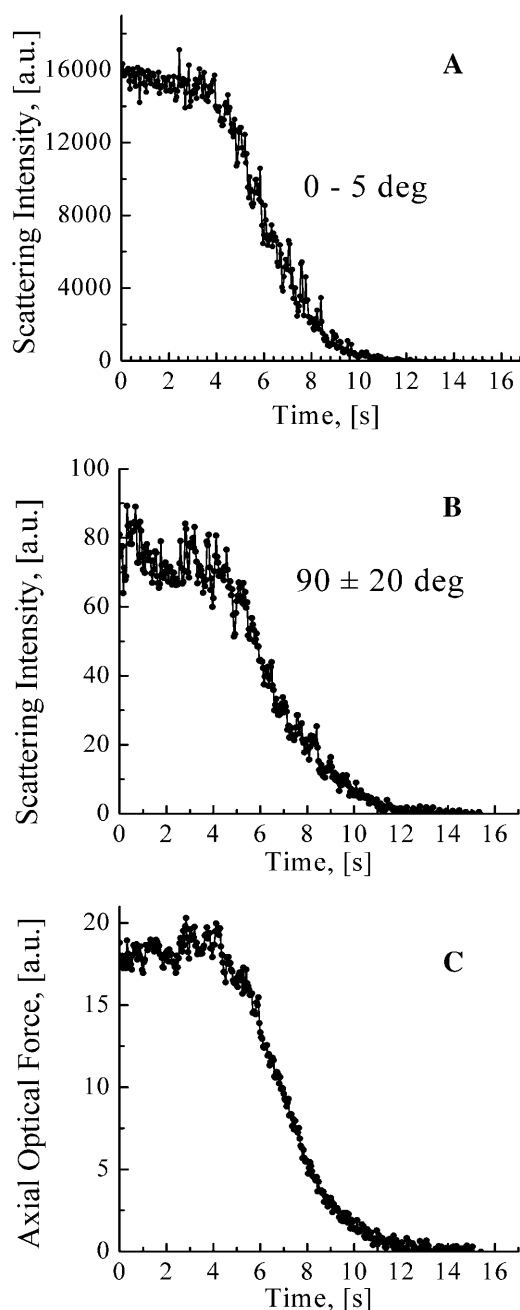 A
Scattering Intensity, [a.u.]
16000
12000
8000
4000
0
0 - 5 deg
0 2 4 6 8 10 12 14 16
Time, [s]
B
Scattering Intensity, [a.u.]
100
80
60
40
20
0
90 ± 20 deg
0 2 4 6 8 10 12 14 16
Time, [s]
C
Axial Optical Force, [a.u.]
20
15
10
5
0
0 2 4 6 8 10 12 14 16
Time, [s]